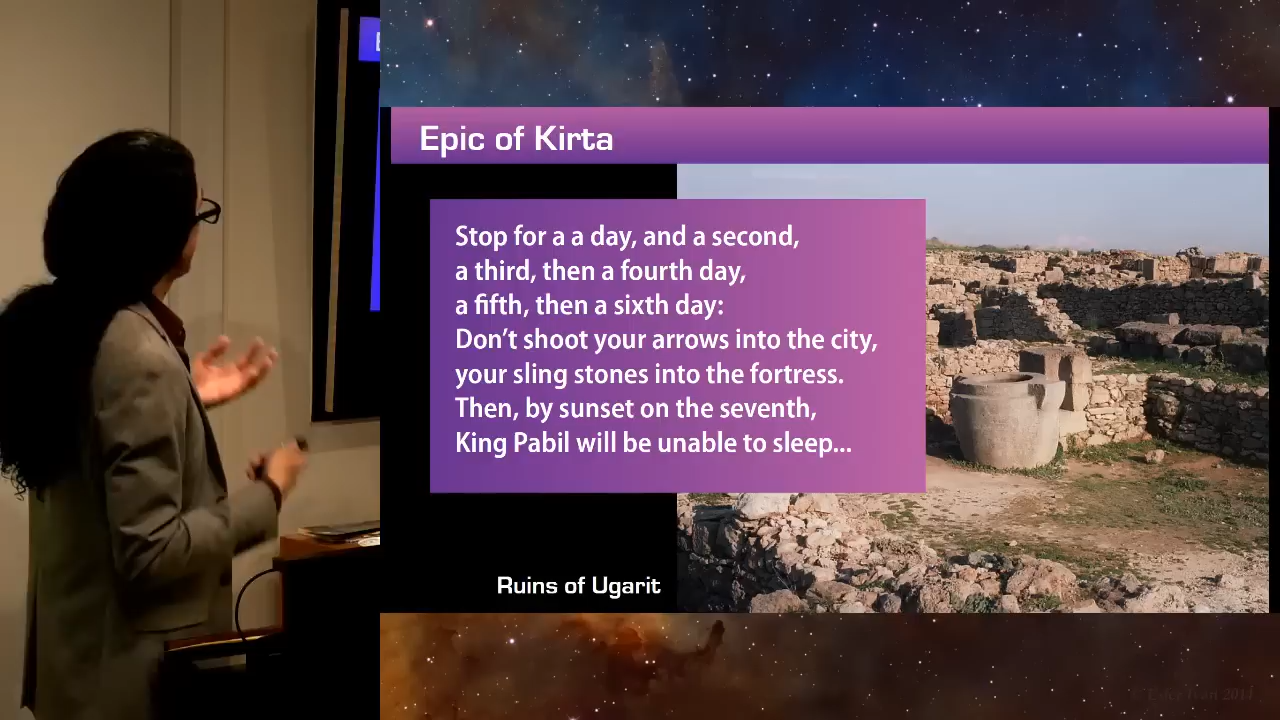 Epic of Kirta
Stop for a a day, and a second,
a third, then a fourth day,
a fifth, then a sixth day:
Don't shoot your arrows into the city,
your sling stones into the fortress.
Then, by sunset on the seventh,
King Pabil will be unable to sleep...
Ruins of Ugarit